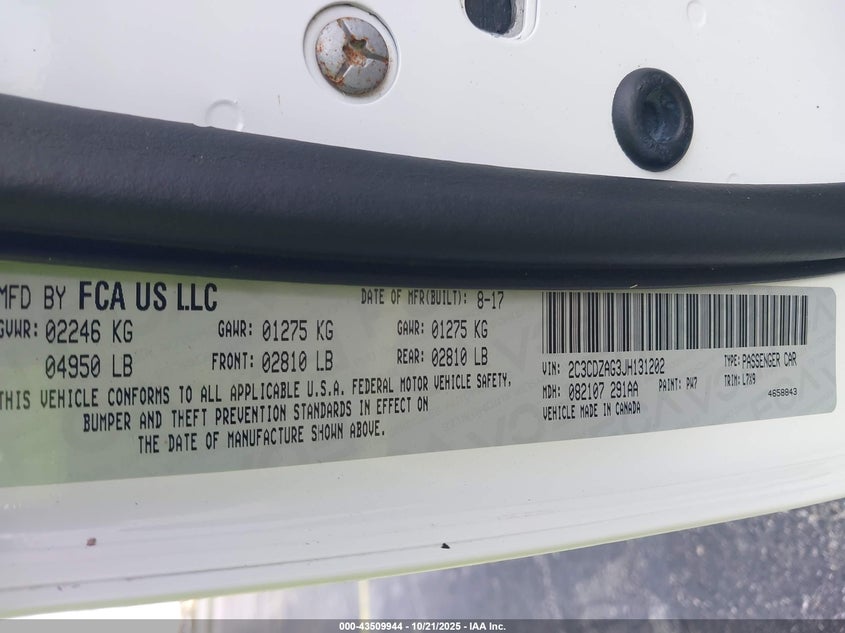 MFD BY FCA US LLC
DATE OF MFR(BUILT): 8-17
GVWR: 02246 KG GAWR: 01275 KG GAWR: 01275 KG
04950 LB FRONT: 02810 LB REAR: 02810 LB
THIS VEHICLE CONFORMS TO ALL APPLICABLE U.S.A. FEDERAL MOTOR VEHICLE SAFETY,
BUMPER AND THEFT PREVENTION STANDARDS IN EFFECT ON
THE DATE OF MANUFACTURE SHOWN ABOVE.
VIN: 2C3CDZAG3JH131202 TYPE: PASSENGER CAR
MDH: 082107 291AA PAINT: PW7 TRIM: L7X9
VEHICLE MADE IN CANADA 4658843
000-43509944 - 10/21/2025 - IAA Inc.